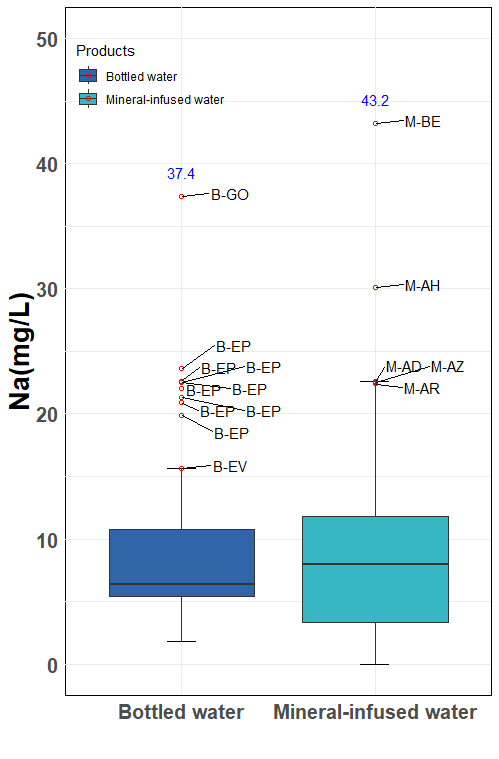 50
Products
Bottled water
Mineral-infused water
43.2
M-BE
40
37.4
B-GO
Na(mg/L)
30
M-AH
B-EP
B-EP
B-EP
M-AD
M-AZ
B-EP
B-EP
M-AR
20
B-EP
B-EP
B-EP
B-EV
10
0
Bottled water
Mineral-infused water